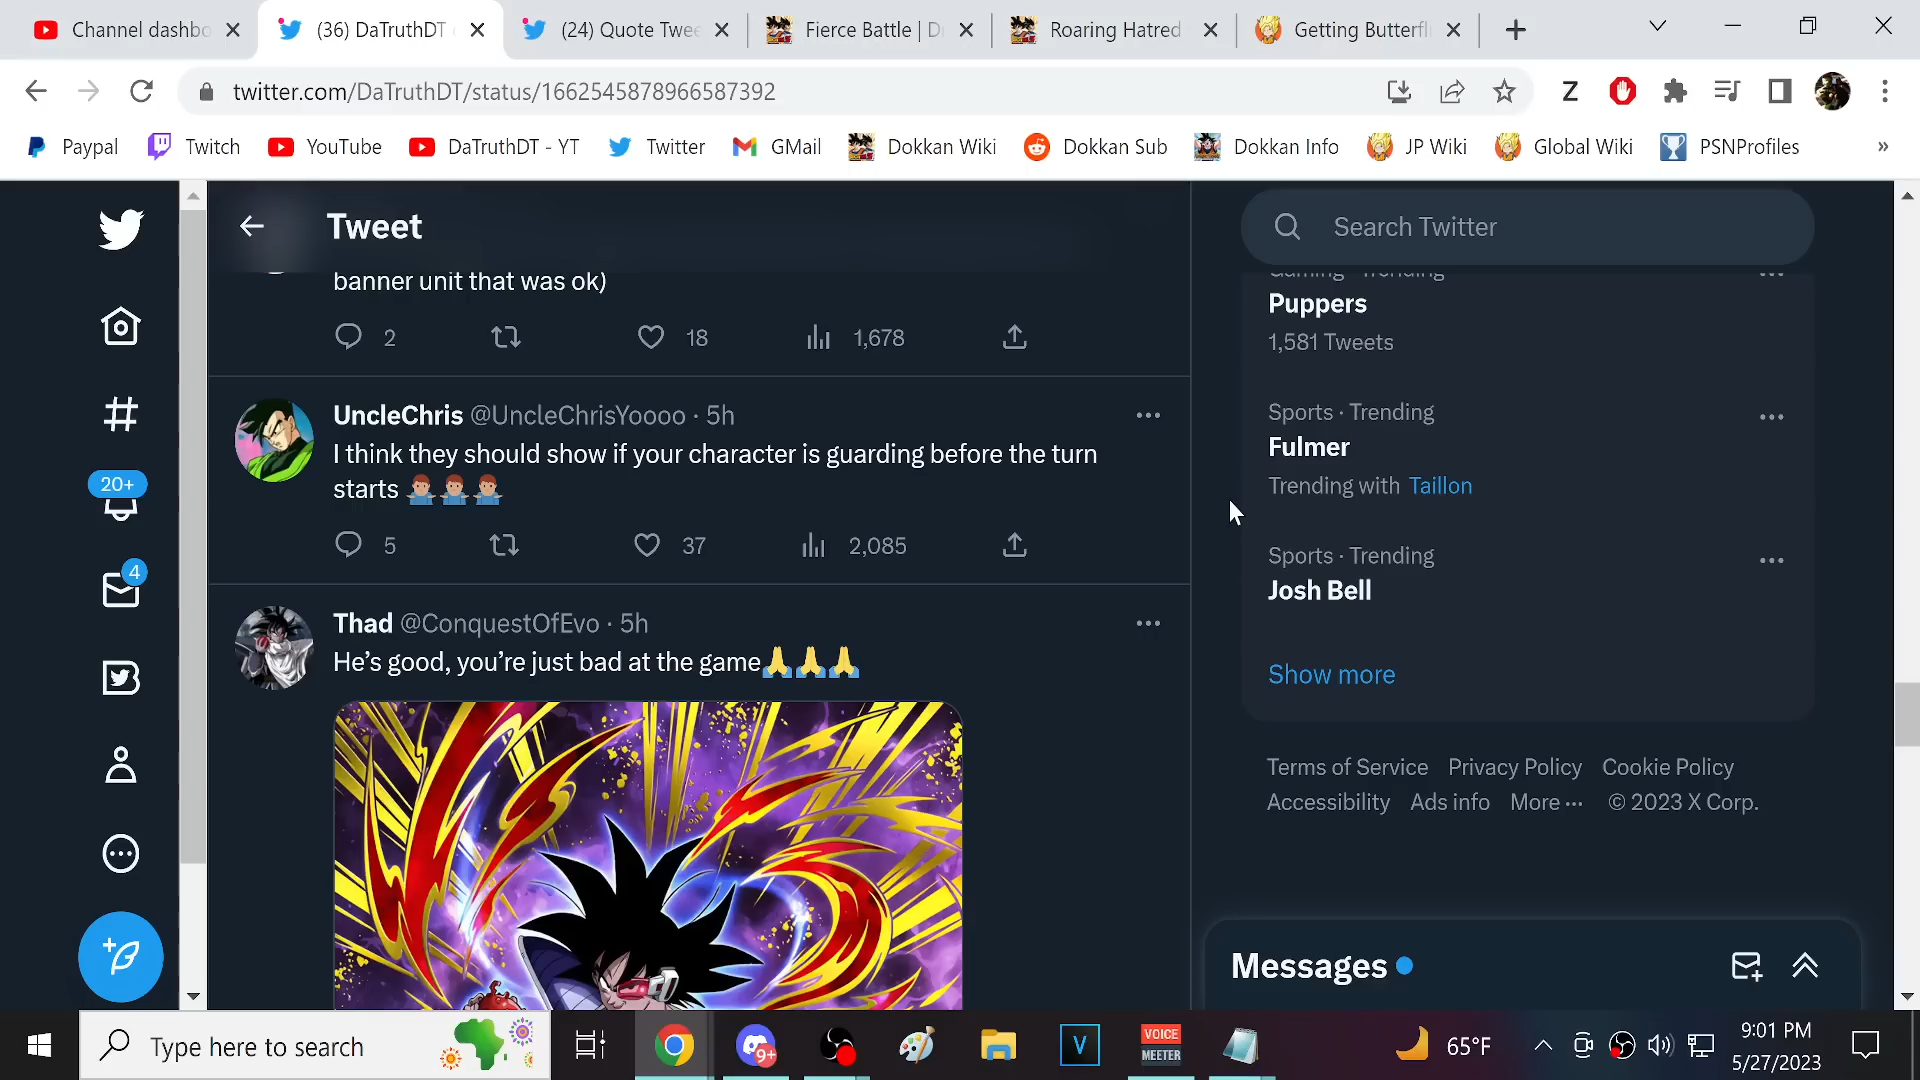 Channel dashbo
(36) DaTruthDT
(24) Quote Twee
Fierce Battle | D
Roaring Hatred
Getting Butterfl
twitter.com/DaTruthDT/status/1662545878966587392
Z
Paypal
Twitch
YouTube
DaTruthDT - YT
Twitter
GMail
Dokkan Wiki
Dokkan Sub
Dokkan Info
JP Wiki
Global Wiki
PSNProfiles
»
Tweet
banner unit that was ok)
2
18
1,678
UncleChris @UncleChrisYoooo · 5h
I think they should show if your character is guarding before the turn
starts 🤷🏽‍♂️🤷🏽‍♂️🤷🏽‍♂️
5
37
2,085
Thad @ConquestOfEvo · 5h
He's good, you're just bad at the game🙏🙏🙏
20+
4
Search Twitter
Gaming · Trending
Puppers
1,581 Tweets
Sports · Trending
Fulmer
Trending with Taillon
Sports · Trending
Josh Bell
Show more
Terms of Service Privacy Policy Cookie Policy
Accessibility Ads info More ··· © 2023 X Corp.
Messages
Type here to search
9+
V
VOICE
MEETER
65°F
9:01 PM
5/27/2023